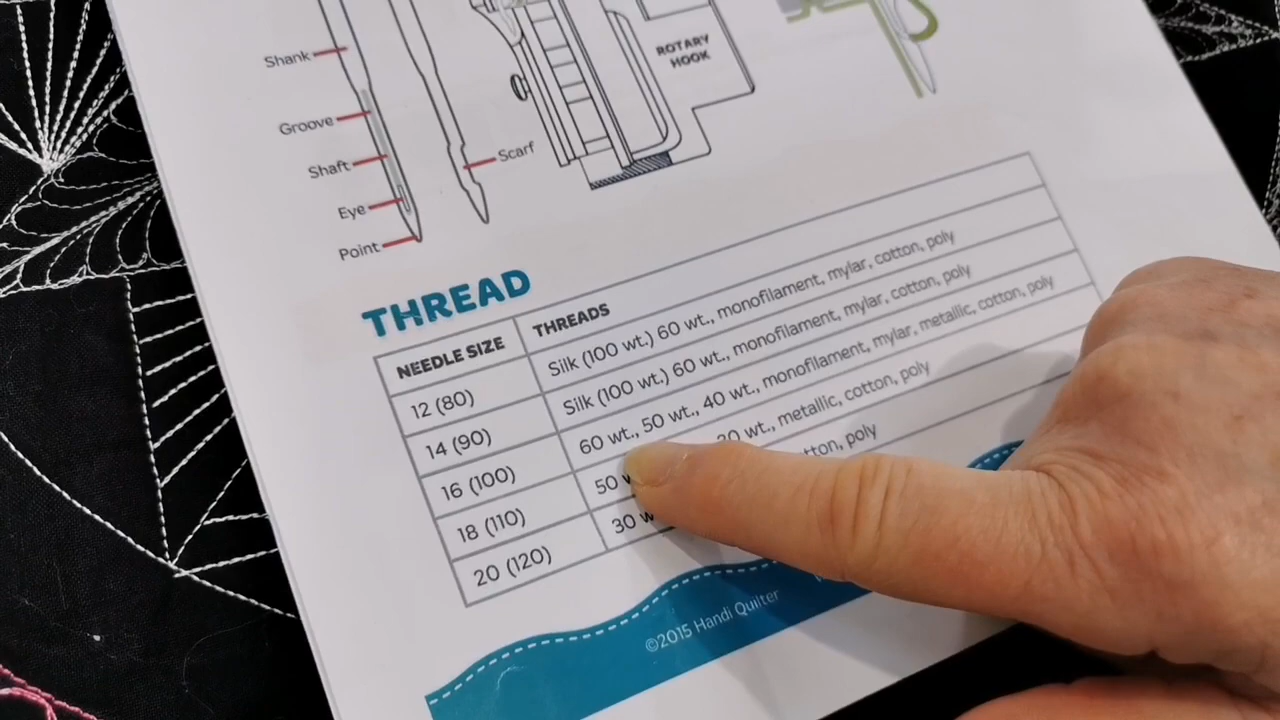 Shank
Groove
Shaft
Eye
Point
Scarf
ROTARY
HOOK
THREAD
NEEDLE SIZE THREADS
12 (80) Silk (100 wt.) 60 wt., monofilament, mylar, cotton, poly
14 (90) Silk (100 wt.) 60 wt., monofilament, mylar, cotton, poly
16 (100) 60 wt., 50 wt., 40 wt., monofilament, mylar, metallic, cotton, poly
18 (110) 50 30 wt., metallic, cotton, poly
20 (120) 30 poly
©2015 Handi Quilter